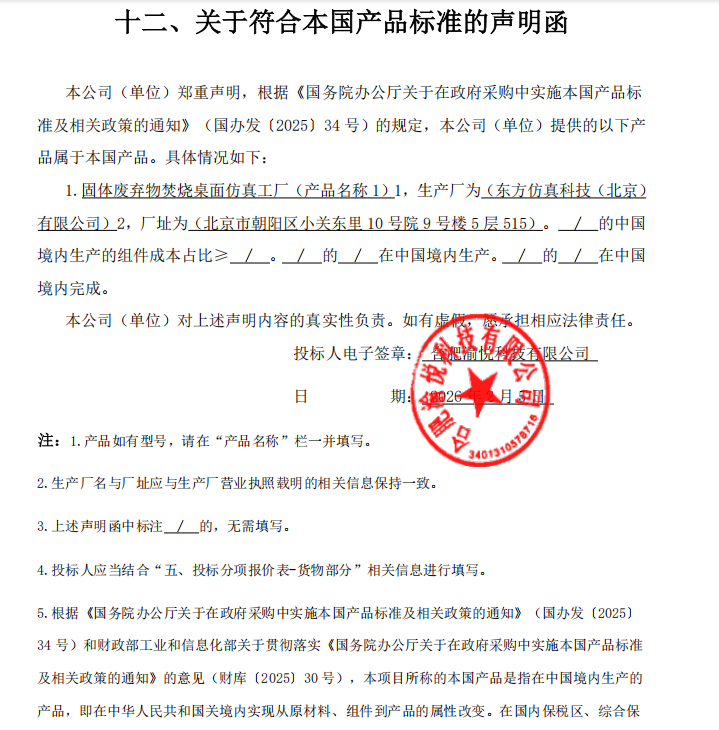 十二、关于符合本国产品标准的声明函
本公司（单位）郑重声明，根据《国务院办公厅关于在政府采购中实施本国产品标
准及相关政策的通知》（国办发〔2025〕34 号）的规定，本公司（单位）提供的以下产
品属于本国产品。具体情况如下：
1.固体废弃物焚烧桌面仿真工厂（产品名称 1）1，生产厂为（东方仿真科技（北京）
有限公司）2，厂址为（北京市朝阳区小关东里 10 号院 9 号楼 5 层 515）。 / 的中国
境内生产的组件成本占比≥ / 。 / 的 / 在中国境内生产。 / 的 / 在中国
境内完成。
本公司（单位）对上述声明内容的真实性负责。如有虚假，愿承担相应法律责任。
投标人电子签章：合肥渝悦科技有限公司
日 期：2026 年 月 日
合肥渝悦科技有限公司
3401310578718
注：1.产品如有型号，请在“产品名称”栏一并填写。
2.生产厂名与厂址应与生产厂营业执照载明的相关信息保持一致。
3.上述声明函中标注 / 的，无需填写。
4.投标人应当结合“五、投标分项报价表-货物部分”相关信息进行填写。
5.根据《国务院办公厅关于在政府采购中实施本国产品标准及相关政策的通知》（国办发〔2025〕
34 号）和财政部工业和信息化部关于贯彻落实《国务院办公厅关于在政府采购中实施本国产品标准
及相关政策的通知》的意见（财库〔2025〕30 号），本项目所称的本国产品是指在中国境内生产的
产品，即在中华人民共和国关境内实现从原材料、组件到产品的属性改变。在国内保税区、综合保